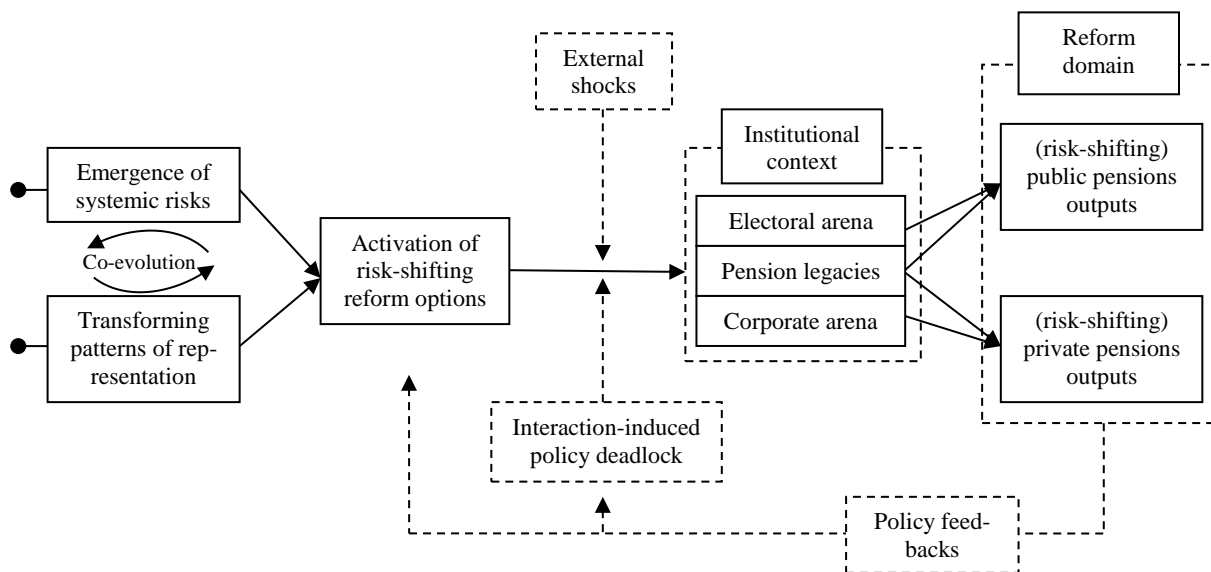 External
shocks
Reform
domain
Institutional
context
Emergence of
systemic risks
Co-evolution
Transforming
patterns of rep-
resentation
Activation of
risk-shifting
reform options
Electoral arena
Pension legacies
Corporate arena
(risk-shifting)
public pensions
outputs
(risk-shifting)
private pensions
outputs
Interaction-induced
policy deadlock
Policy feed-
backs